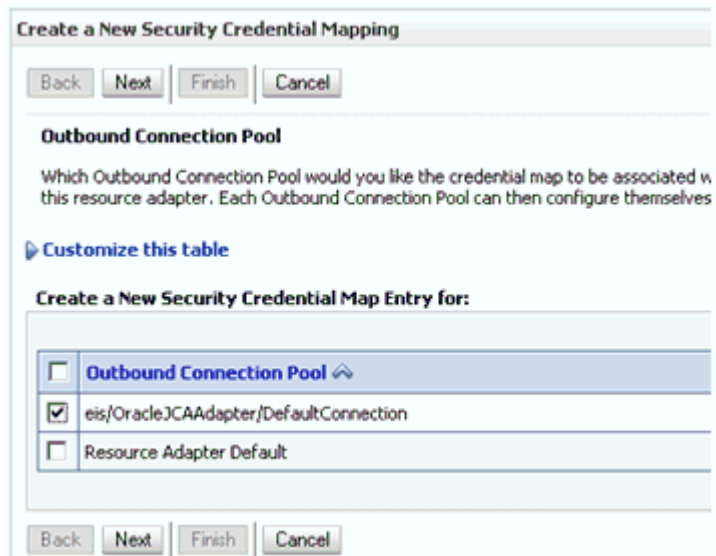 Create a New Security Credential Mapping
Back Next Finish Cancel
Outbound Connection Pool
Which Outbound Connection Pool would you like the credential map to be associated w
this resource adapter. Each Outbound Connection Pool can then configure themselves
Customize this table
Create a New Security Credential Map Entry for:
Outbound Connection Pool
eis/OracleJCAAdapter/DefaultConnection
Resource Adapter Default
Back Next Finish Cancel